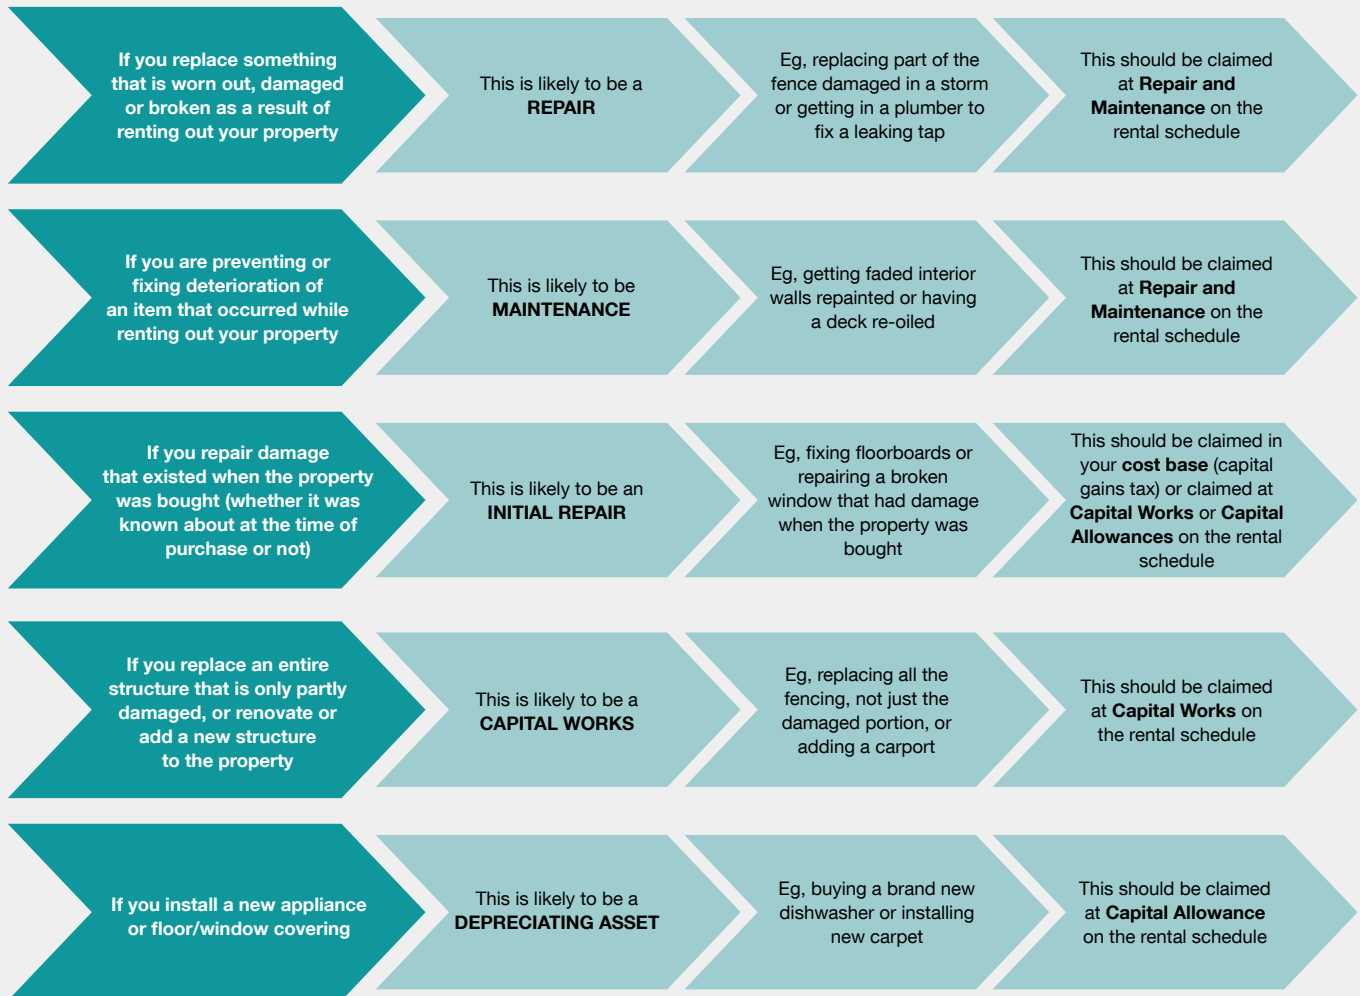 If you replace something
that is worn out, damaged
or broken as a result of
renting out your property
This is likely to be a
REPAIR
Eg, replacing part of the
fence damaged in a storm
or getting in a plumber to
fix a leaking tap
This should be claimed
at Repair and
Maintenance on the
rental schedule
If you are preventing or
fixing deterioration of
an item that occurred while
renting out your property
This is likely to be
MAINTENANCE
Eg, getting faded interior
walls repainted or having
a deck re-oiled
This should be claimed
at Repair and
Maintenance on the
rental schedule
If you repair damage
that existed when the property
was bought (whether it was
known about at the time of
purchase or not)
This is likely to be an
INITIAL REPAIR
Eg, fixing floorboards or
repairing a broken
window that had damage
when the property was
bought
This should be claimed in
your cost base (capital
gains tax) or claimed at
Capital Works or Capital
Allowances on the rental
schedule
If you replace an entire
structure that is only partly
damaged, or renovate or
add a new structure
to the property
This is likely to be a
CAPITAL WORKS
Eg, replacing all the
fencing, not just the
damaged portion, or
adding a carport
This should be claimed
at Capital Works on
the rental schedule
If you install a new appliance
or floor/window covering
This is likely to be a
DEPRECIATING ASSET
Eg, buying a brand new
dishwasher or installing
new carpet
This should be claimed
at Capital Allowance
on the rental schedule